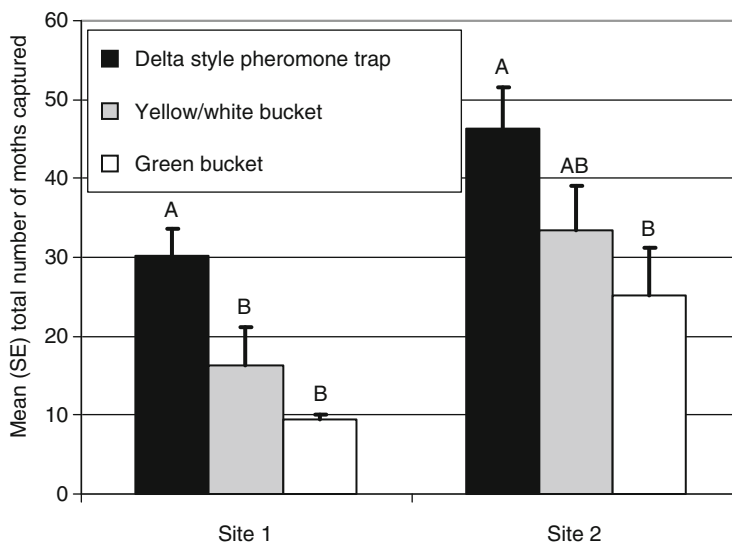 Mean (SE) total number of moths captured
60
50
40
30
20
10
0
Delta style pheromone trap
Yellow/white bucket
Green bucket
A
B
B
A
AB
B
Site 1
Site 2